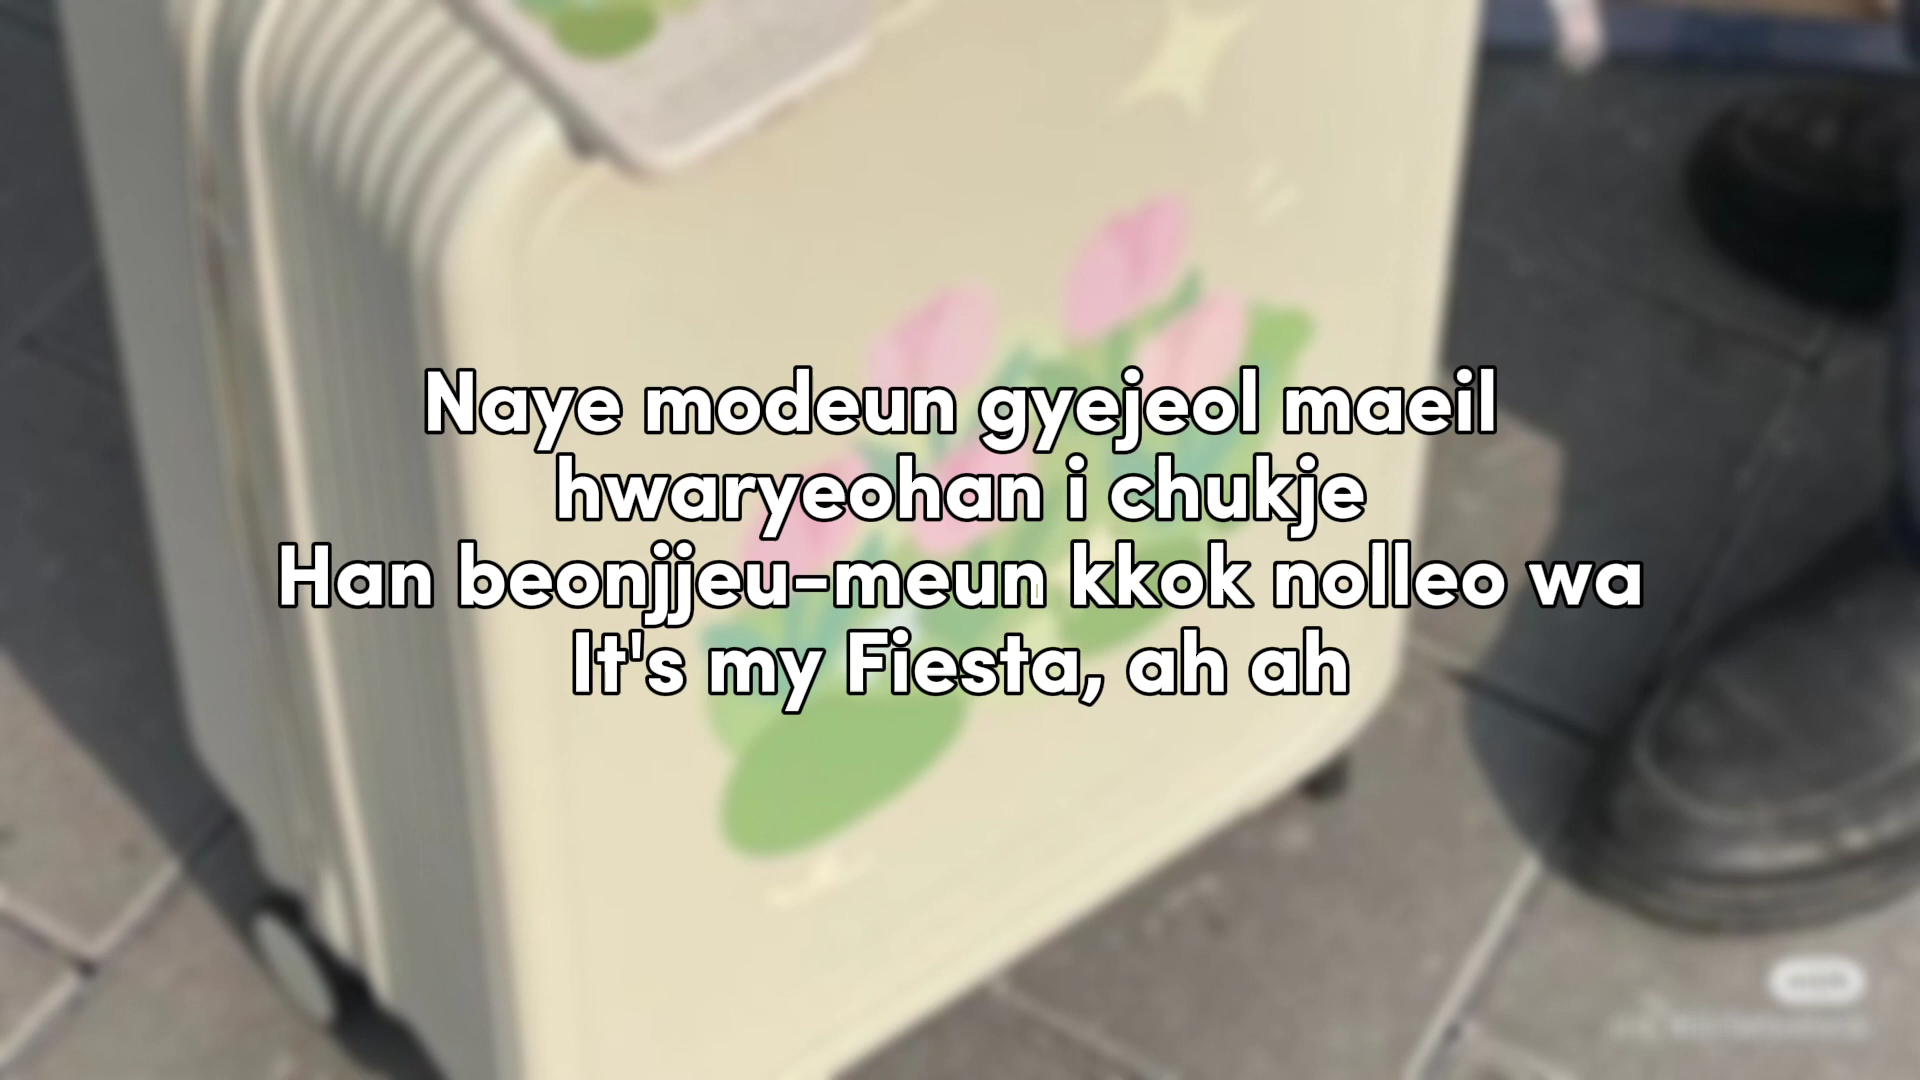 Naye modeun gyejeol maeil
hwaryeohan i chukje
Han beonjjeu-meun kkok nolleo wa
It's my Fiesta, ah ah